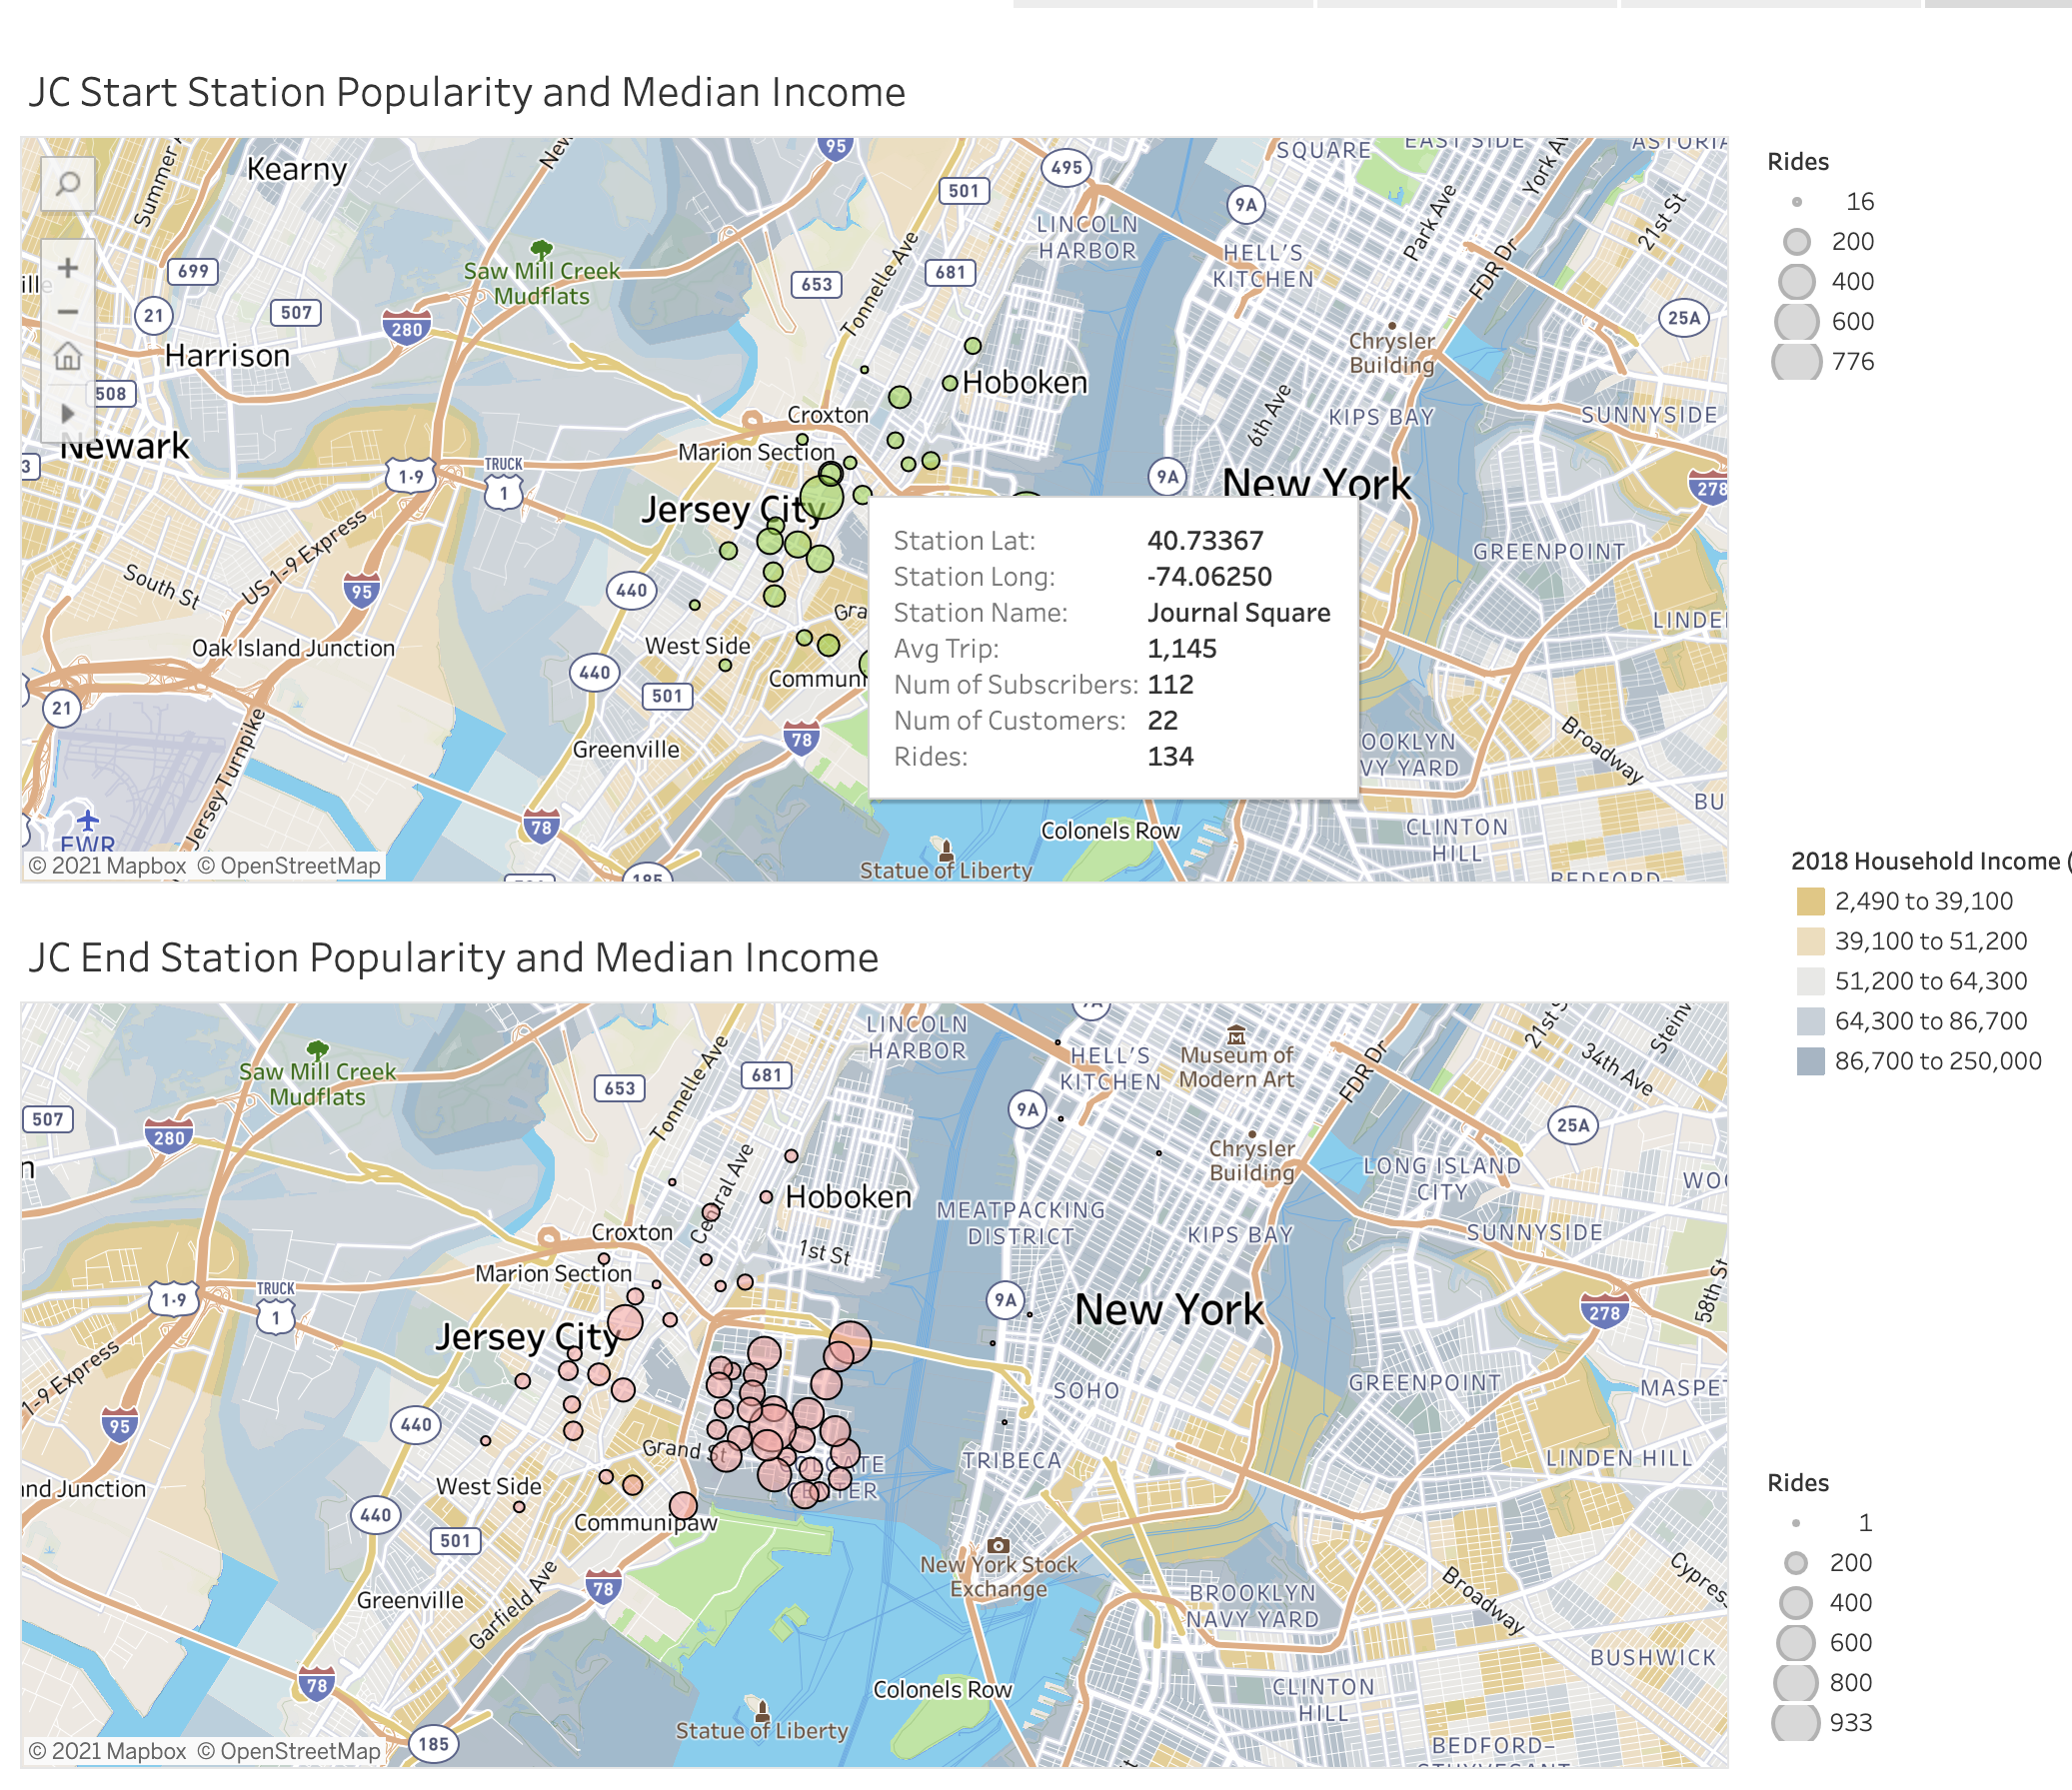 JC Start Station Popularity and Median Income
Kearny
Summer
New
95
501
495
SQUARE
EAST SIDE
York Av
ASTORIA
9A
LINCOLN
HARBOR
Park Ave
21st St
699
Saw Mill Creek
Mudflats
653
Tonnelle Ave
681
HELL'S
KITCHEN
FDR Dr
21
507
280
25A
Harrison
Chrysler
Building
508
Hoboken
Croxton
6th Ave
KIPS BAY
SUNNYSIDE
Newark
Marion Section
1·9
TRUCK
1
9A
New York
278
Jersey City
US 1-9 Express
South St
95
440
GREENPOINT
Station Lat: 40.73367
Station Long: -74.06250
Station Name: Journal Square
Avg Trip: 1,145
Num of Subscribers: 112
Num of Customers: 22
Rides: 134
Gra
LINDE
Oak Island Junction
West Side
440
501
Communi
21
Jersey Turnpike
Greenville
78
OOKLYN
VY YARD
Broadway
BU
EWR
78
Colonels Row
CLINTON
HILL
Statue of Liberty
185
BEDFORD–
© 2021 Mapbox © OpenStreetMap
Rides
16
200
400
600
776
2018 Household Income (
2,490 to 39,100
39,100 to 51,200
51,200 to 64,300
64,300 to 86,700
86,700 to 250,000
JC End Station Popularity and Median Income
LINCOLN
HARBOR
HELL'S
KITCHEN
Museum of
Modern Art
FDR Dr
21st S
34th Ave
Steinv
Saw Mill Creek
Mudflats
653
681
Tonnelle Ave
507
280
9A
25A
Chrysler
Building
LONG ISLAND
CITY
WOO
Central Ave
Hoboken
MEATPACKING
DISTRICT
KIPS BAY
SUNNYSIDE
Croxton
1st St
Marion Section
1·9
TRUCK
1
9A
New York
278
58th St
Jersey City
1-9 Express
SOHO
GREENPOINT
MASPET
95
440
Grand St
TRIBECA
LINDEN HILL
nd Junction
West Side
440
501
Communipaw
New York Stock
Exchange
Greenville
Garfield Ave
78
BROOKLYN
NAVY YARD
Broadway
Cypres
BUSHWICK
78
Colonels Row
CLINTON
HILL
Statue of Liberty
185
BEDFORD–
© 2021 Mapbox © OpenStreetMap
Rides
1
200
400
600
800
933